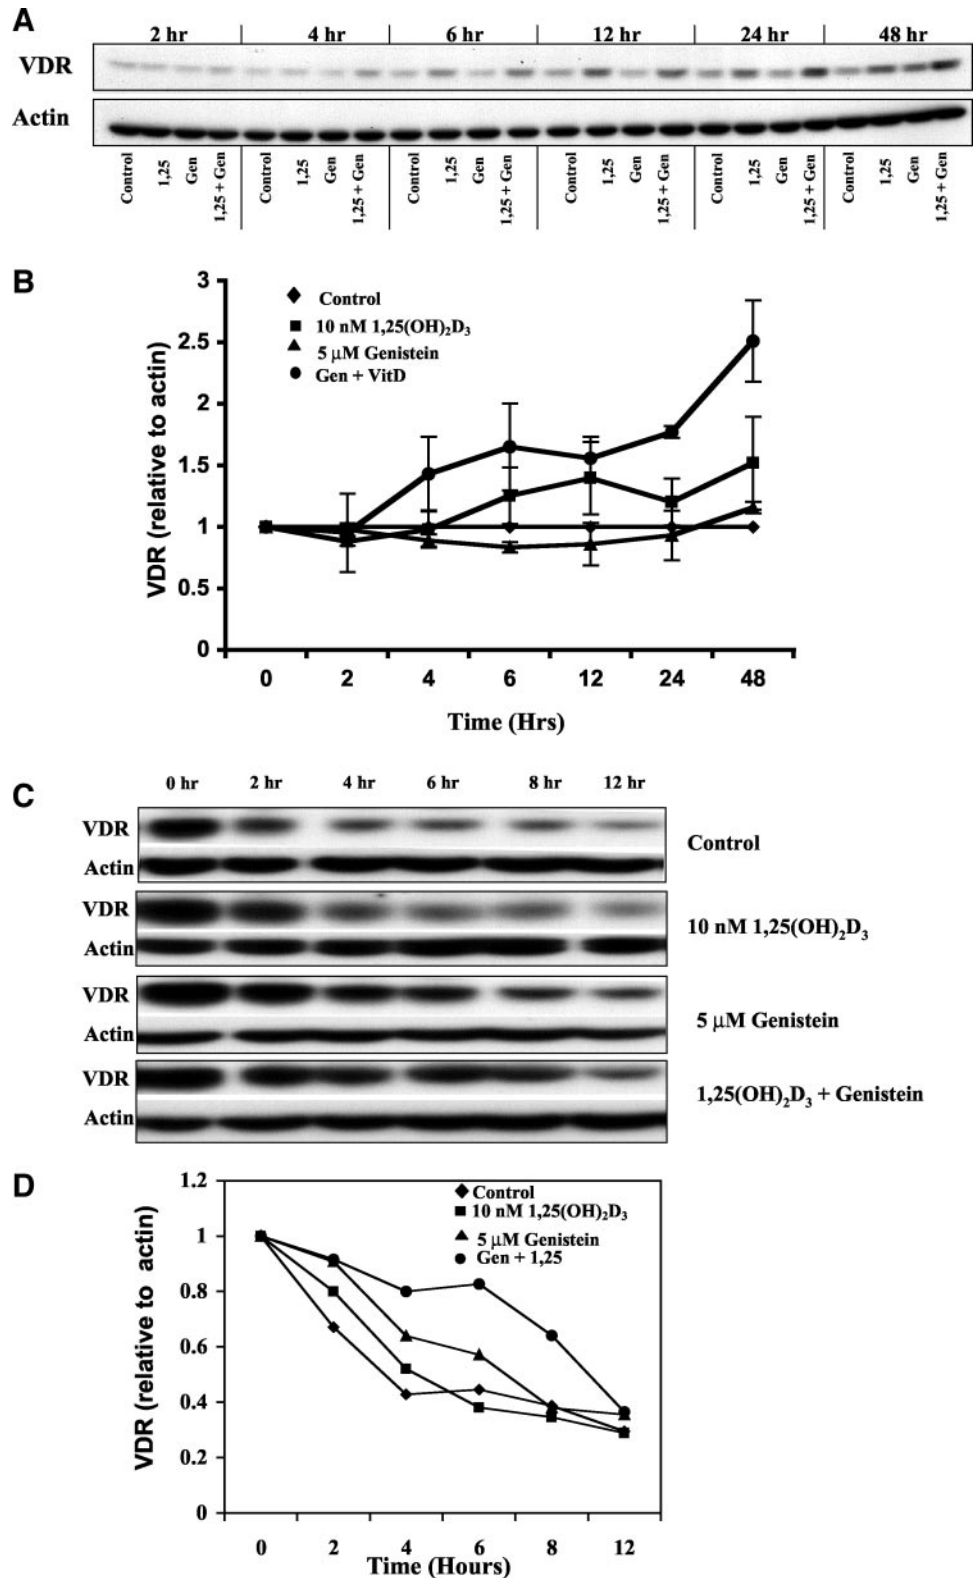 A
2 hr 4 hr 6 hr 12 hr 24 hr 48 hr
VDR
Actin
Control 1,25 Gen 1,25 + Gen Control 1,25 Gen 1,25 + Gen Control 1,25 Gen 1,25 + Gen Control 1,25 Gen 1,25 + Gen Control 1,25 Gen 1,25 + Gen Control 1,25 Gen 1,25 + Gen
B
VDR (relative to actin)
3
2.5
2
1.5
1
0.5
0
Control
10 nM 1,25(OH)₂D₃
5 μM Genistein
Gen + VitD
0 2 4 6 12 24 48
Time (Hrs)
C
0 hr 2 hr 4 hr 6 hr 8 hr 12 hr
VDR
Actin
Control
VDR
Actin
10 nM 1,25(OH)₂D₃
VDR
Actin
5 μM Genistein
VDR
Actin
1,25(OH)₂D₃ + Genistein
D
VDR (relative to actin)
1.2
1
0.8
0.6
0.4
0.2
0
Control
10 nM 1,25(OH)₂D₃
5 μM Genistein
Gen + 1,25
0 2 4 6 8 12
Time (Hours)